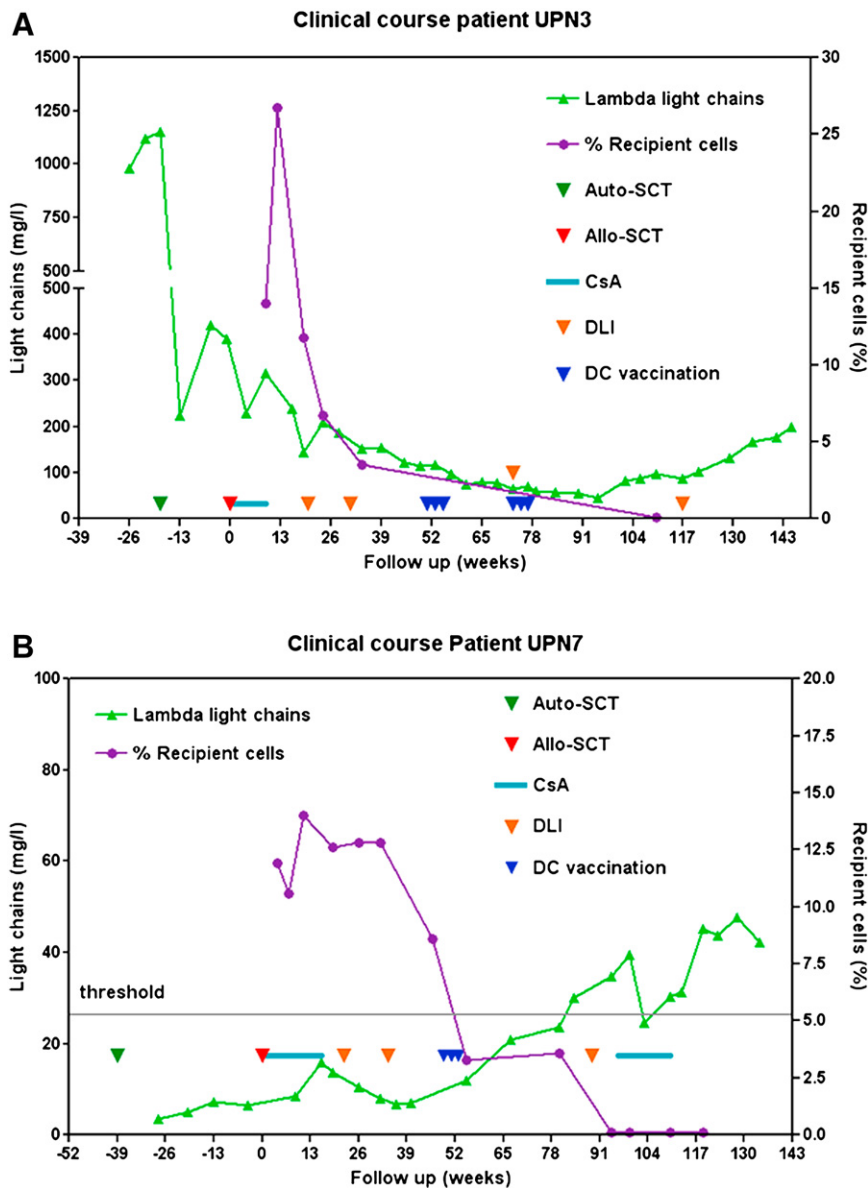 A
Clinical course patient UPN3
1500
1250
1000
750
500
500
400
300
200
100
0
Light chains (mg/l)
30
25
20
15
10
5
0
Recipient cells (%)
Lambda light chains
% Recipient cells
Auto-SCT
Allo-SCT
CsA
DLI
DC vaccination
-39 -26 -13 0 13 26 39 52 65 78 91 104 117 130 143
Follow up (weeks)
B
Clinical course Patient UPN7
100
80
60
40
20
0
Light chains (mg/l)
20.0
17.5
15.0
12.5
10.0
7.5
5.0
2.5
0.0
Recipient cells (%)
Lambda light chains
% Recipient cells
Auto-SCT
Allo-SCT
CsA
DLI
DC vaccination
threshold
-52 -39 -26 -13 0 13 26 39 52 65 78 91 104 117 130 143
Follow up (weeks)